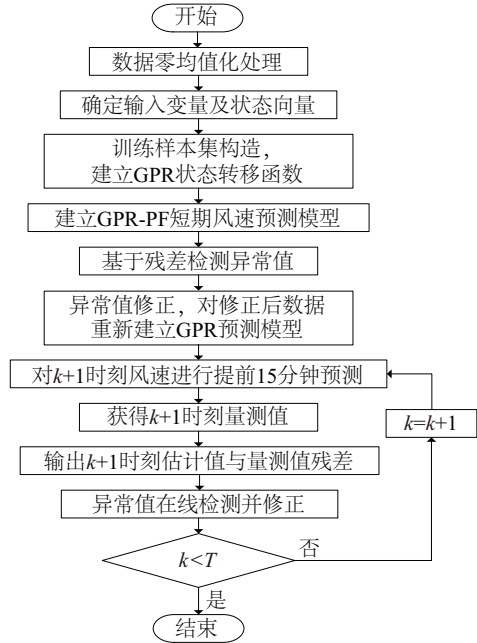 开始
数据零均值化处理
确定输入变量及状态向量
训练样本集构造，
建立GPR状态转移函数
建立GPR-PF短期风速预测模型
基于残差检测异常值
异常值修正，对修正后数据
重新建立GPR预测模型
对k+1时刻风速进行提前15分钟预测
获得k+1时刻量测值
k=k+1
输出k+1时刻估计值与量测值残差
异常值在线检测并修正
否
k<T
是
结束